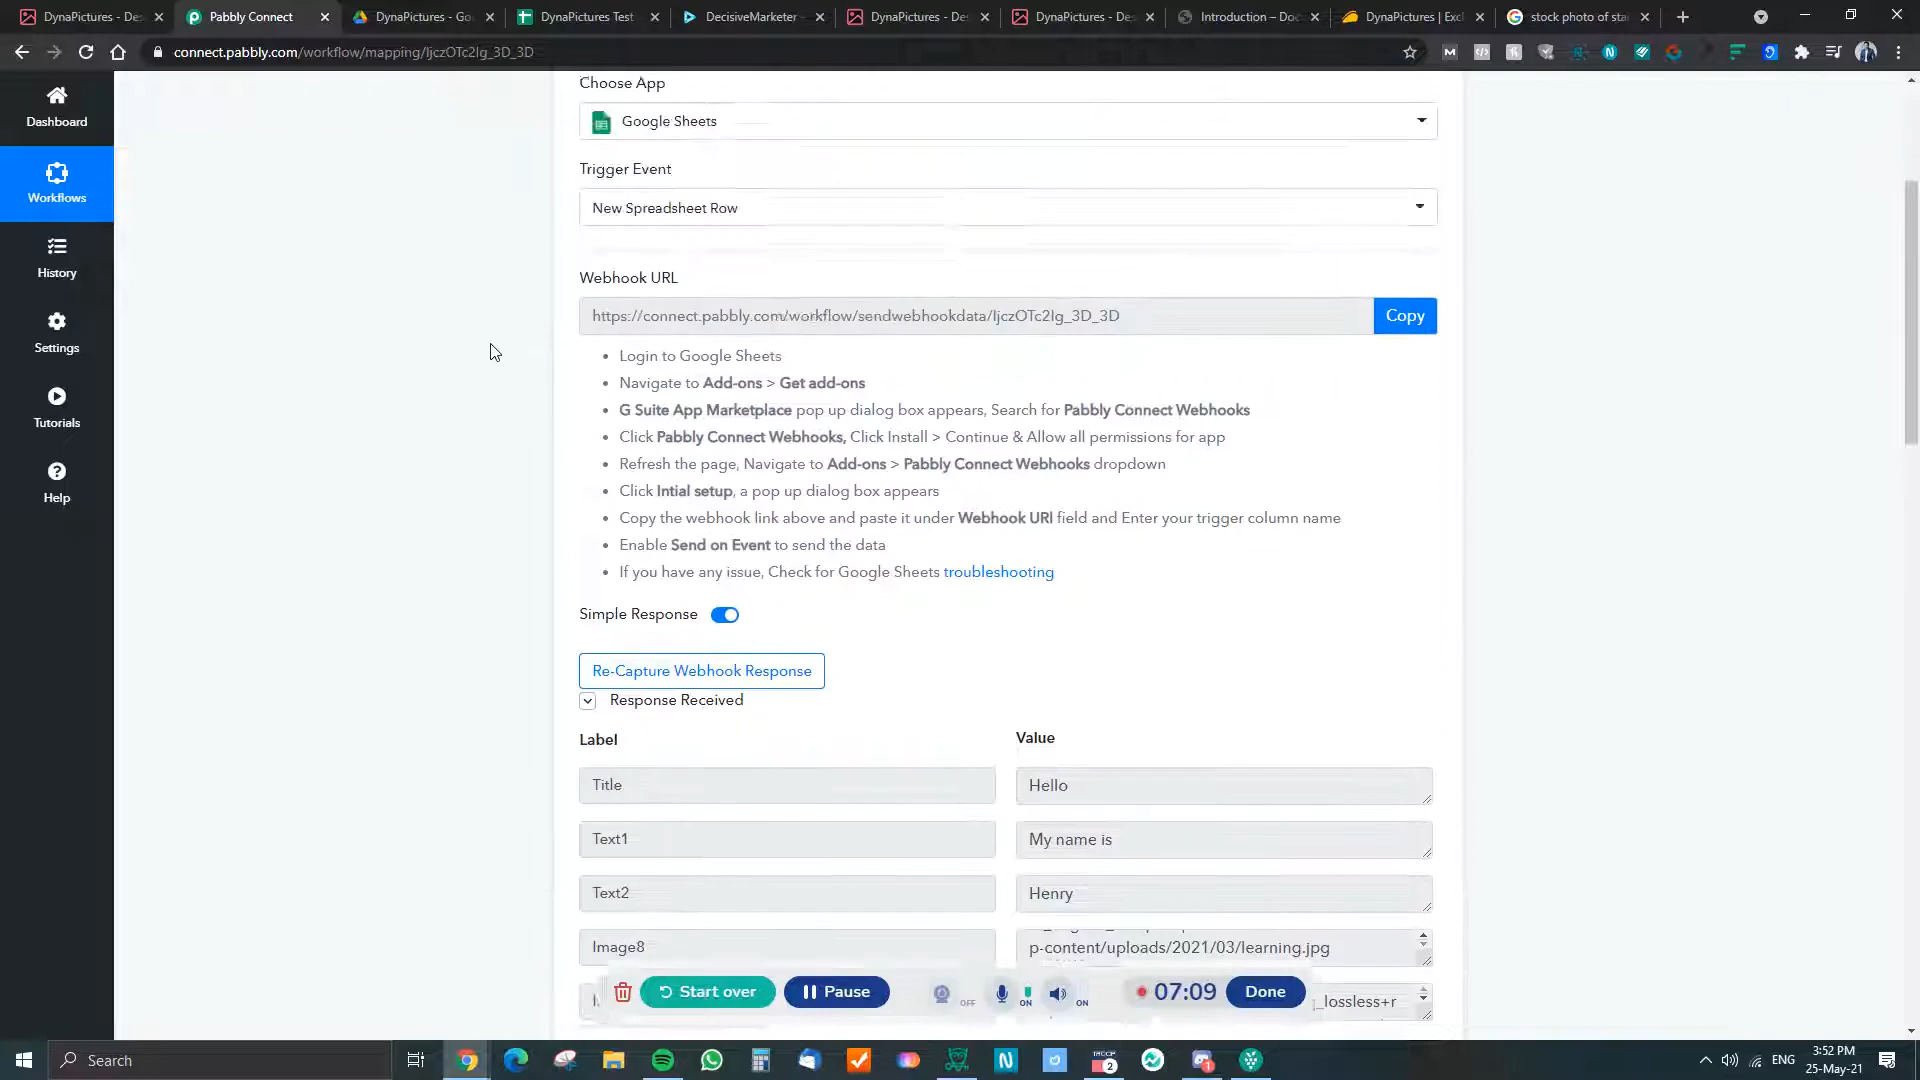 DynaPictures - Des
Pabbly Connect
DynaPictures - Go
DynaPictures Test
DecisiveMarketer -
DynaPictures - De
DynaPictures - De
Introduction – Doc
DynaPictures | Excl
stock photo of sta
connect.pabbly.com/workflow/mapping/IjczOTc2Ig_3D_3D
Dashboard
Workflows
History
Settings
Tutorials
Help
Choose App
Google Sheets
Trigger Event
New Spreadsheet Row
Webhook URL
https://connect.pabbly.com/workflow/sendwebhookdata/IjczOTc2Ig_3D_3D
Copy
Login to Google Sheets
Navigate to Add-ons > Get add-ons
G Suite App Marketplace pop up dialog box appears, Search for Pabbly Connect Webhooks
Click Pabbly Connect Webhooks, Click Install > Continue & Allow all permissions for app
Refresh the page, Navigate to Add-ons > Pabbly Connect Webhooks dropdown
Click Intial setup, a pop up dialog box appears
Copy the webhook link above and paste it under Webhook URl field and Enter your trigger column name
Enable Send on Event to send the data
If you have any issue, Check for Google Sheets troubleshooting
Simple Response
Re-Capture Webhook Response
Response Received
Label Value
Title Hello
Text1 My name is
Text2 Henry
Image8 p-content/uploads/2021/03/learning.jpg
_lossless+r
Start over
Pause
OFF
ON
ON
07:09
Done
Search
ENG
3:52 PM
25-May-21